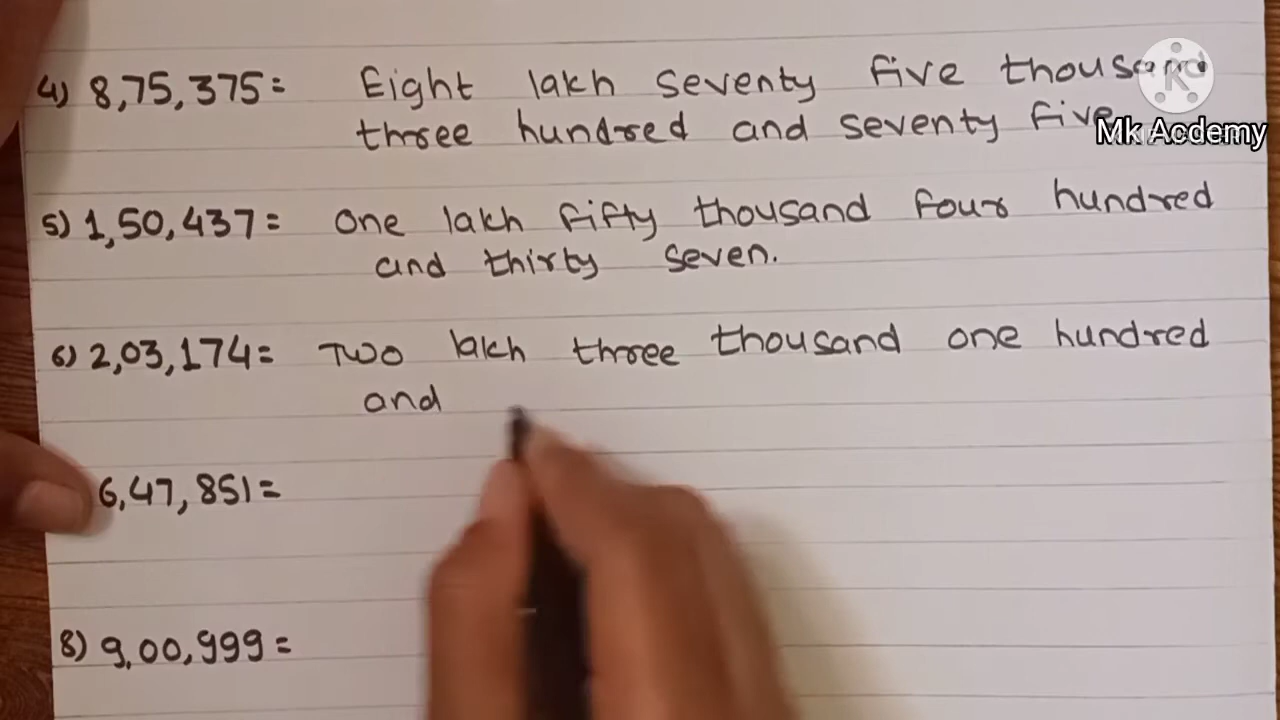 4) 8,75,375= Eight lakh seventy five thousand
three hundred and seventy five
Mk Acdemy
5) 1,50,437= One lakh fifty thousand four hundred
and thirty seven.
6) 2,03,174= Two lakh three thousand one hundred
and
6,47,851=
8) 9,00,999=